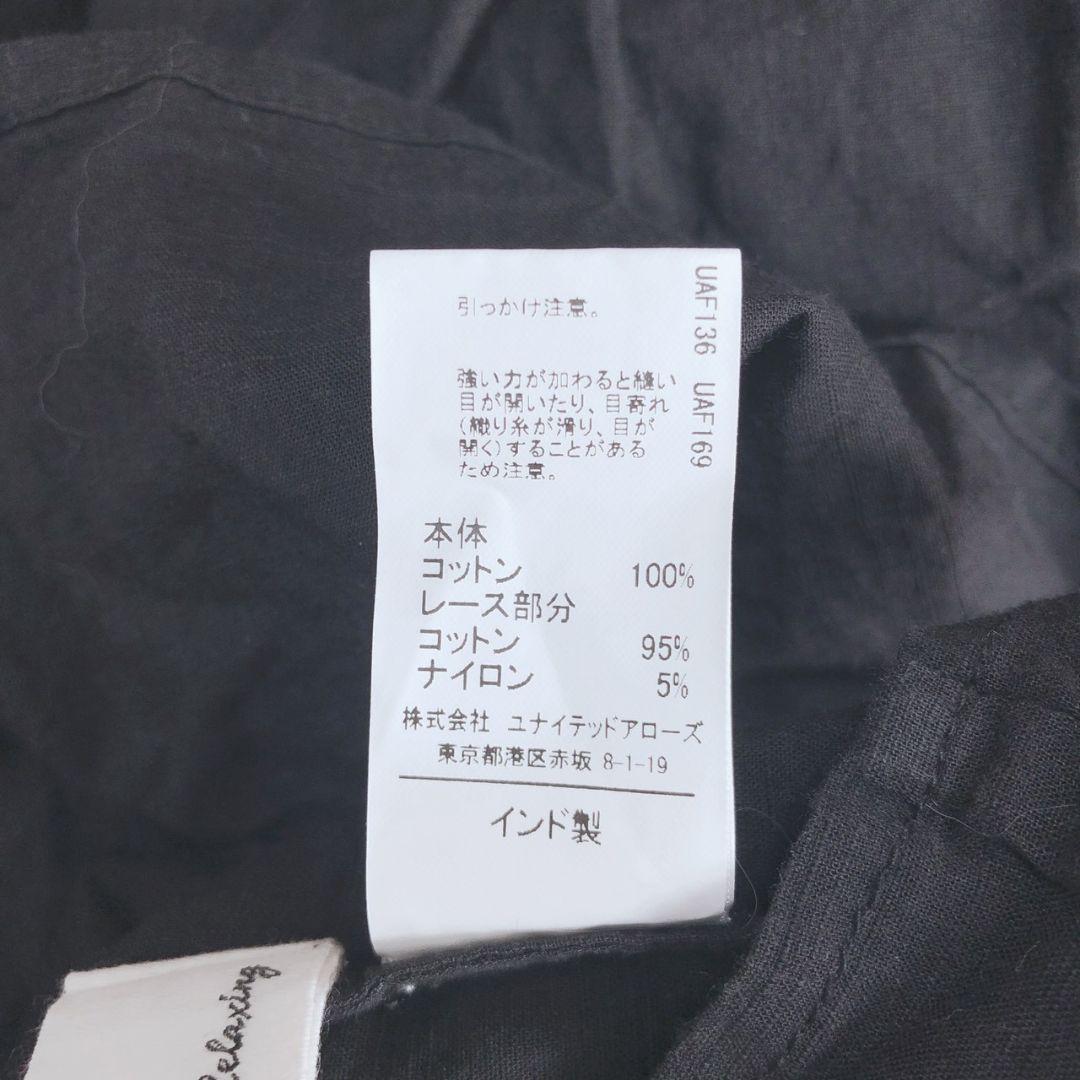 引っかけ注意。
強い力が加わると縫い
目が開いたり、目寄れ
(織り糸が滑り、目が
開く)することがある
ため注意。
本体
コットン 100%
レース部分
コットン 95%
ナイロン 5%
株式会社 ユナイテッドアローズ
東京都港区赤坂 8-1-19
インド製
UAF136 UAF169
Relaxing